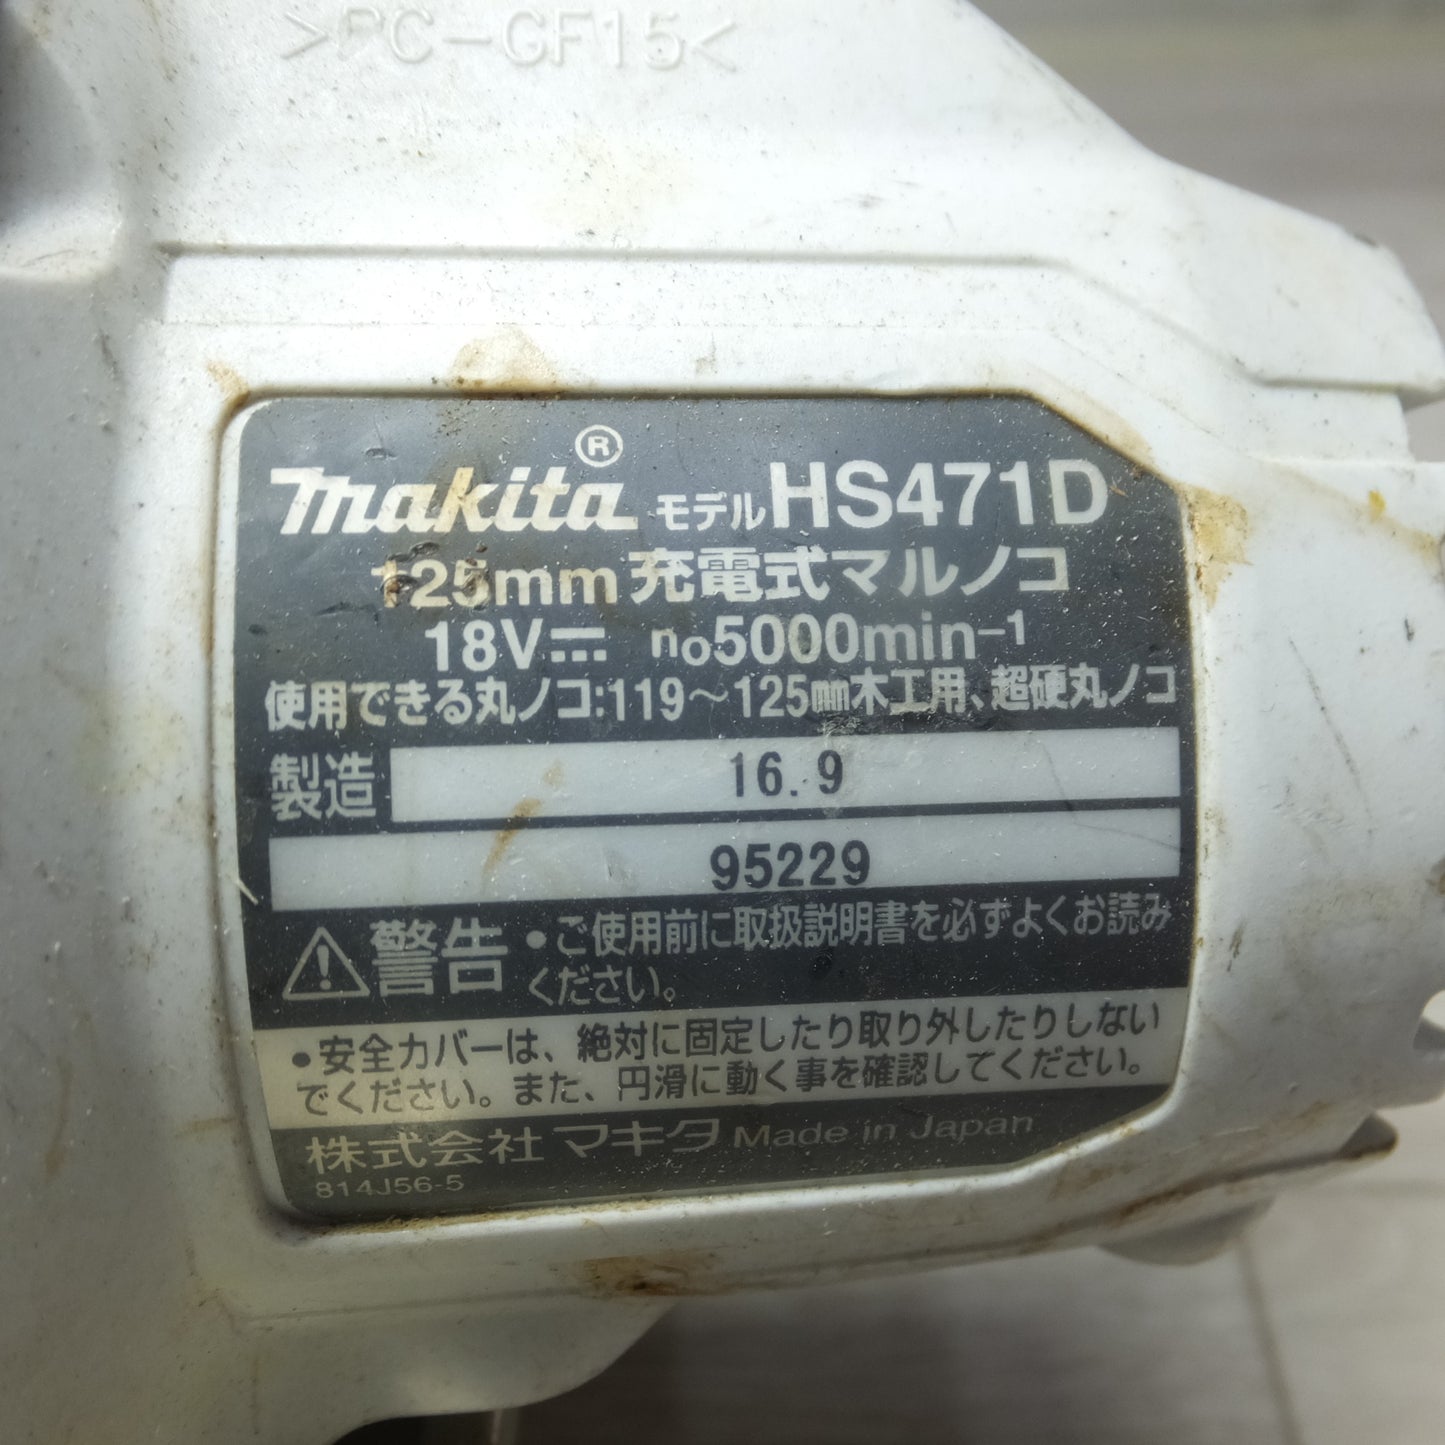 >PC-GF15<
makita® モデルHS471D
125mm 充電式マルノコ
18V⎓ no5000min-1
使用できる丸ノコ:119～125㎜木工用、超硬丸ノコ
製造 16.9
95229
⚠警告 •ご使用前に取扱説明書を必ずよくお読み
ください。
•安全カバーは、絶対に固定したり取り外したりしない
でください。また、円滑に動く事を確認してください。
株式会社マキタ Made in Japan
814J56-5